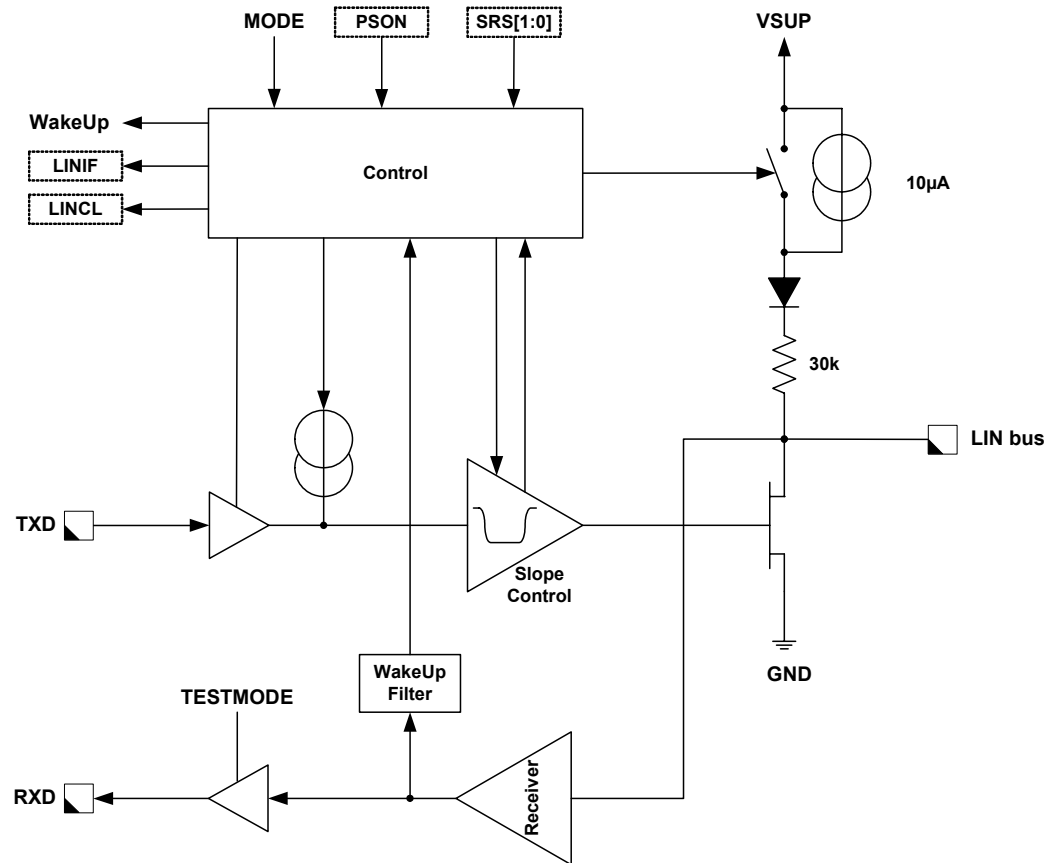 MODE
PSON
SRS[1:0]
VSUP
WakeUp
LINIF
LINCL
Control
10µA
30k
LIN bus
TXD
Slope
Control
GND
WakeUp
Filter
TESTMODE
RXD
Receiver